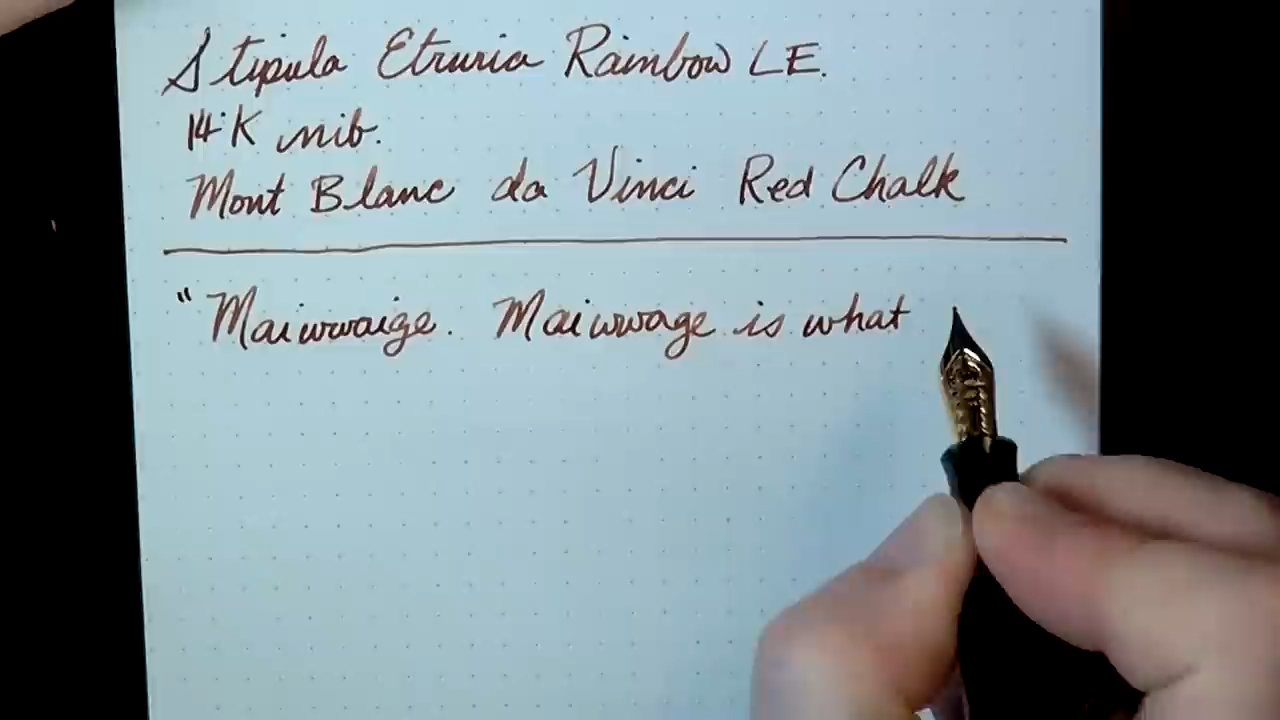 Stipula Etruria Rainbow LE.
14K nib.
Mont Blanc da Vinci Red Chalk
"Maiwwaige. Maiwwage is what